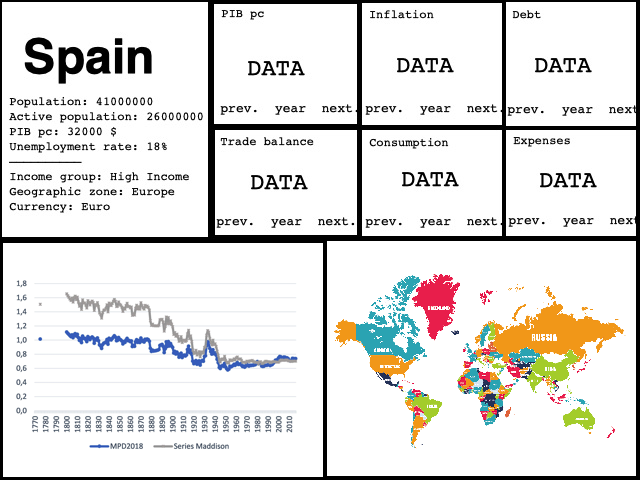 Spain
Population: 41000000
Active population: 26000000
PIB pc: 32000 $
Unemployment rate: 18%
Income group: High Income
Geographic zone: Europe
Currency: Euro
PIB pc
DATA
prev. year next.
Inflation
DATA
prev. year next.
Debt
DATA
prev. year next.
Trade balance
DATA
prev. year next.
Consumption
DATA
prev. year next.
Expenses
DATA
prev. year next.
1,8
1,6
1,4
1,2
1,0
0,8
0,6
0,4
0,2
0,0
1770 1780 1790 1800 1810 1820 1830 1840 1850 1860 1870 1880 1890 1900 1910 1920 1930 1940 1950 1960 1970 1980 1990 2000 2010
MPD2018 Series Maddison
RUSSIA